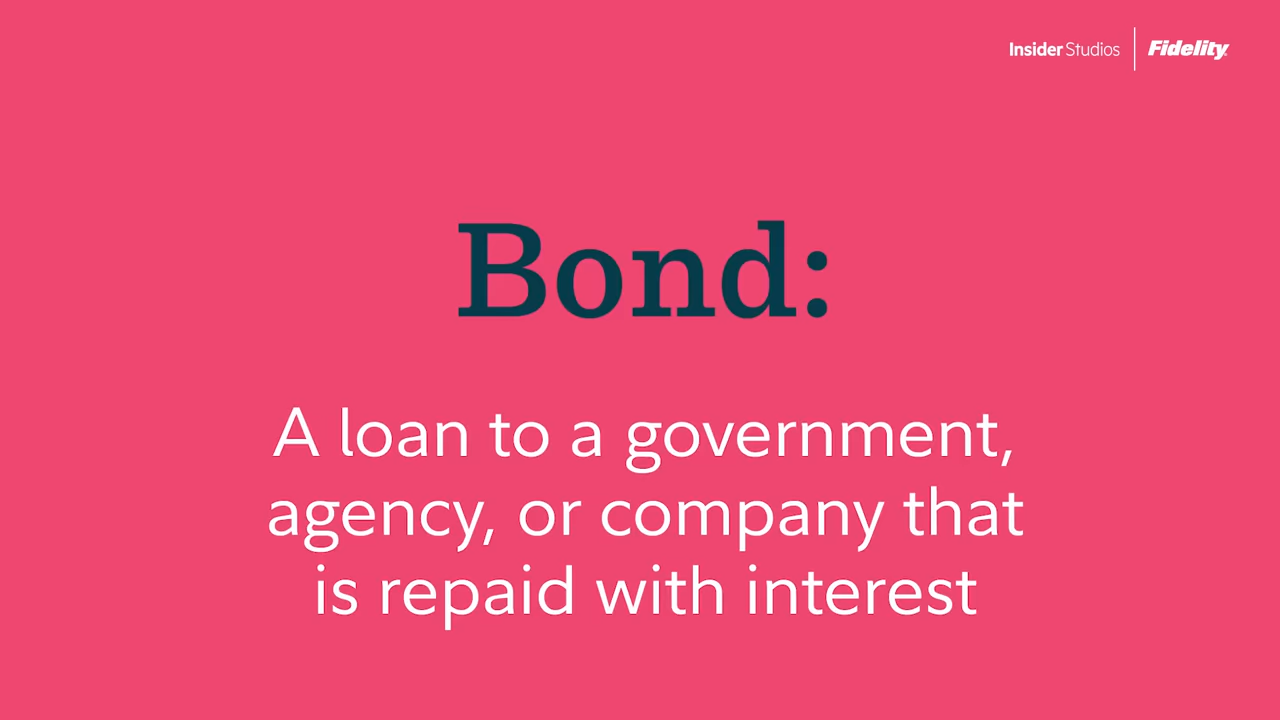 Insider Studios | Fidelity
Bond:
A loan to a government,
agency, or company that
is repaid with interest